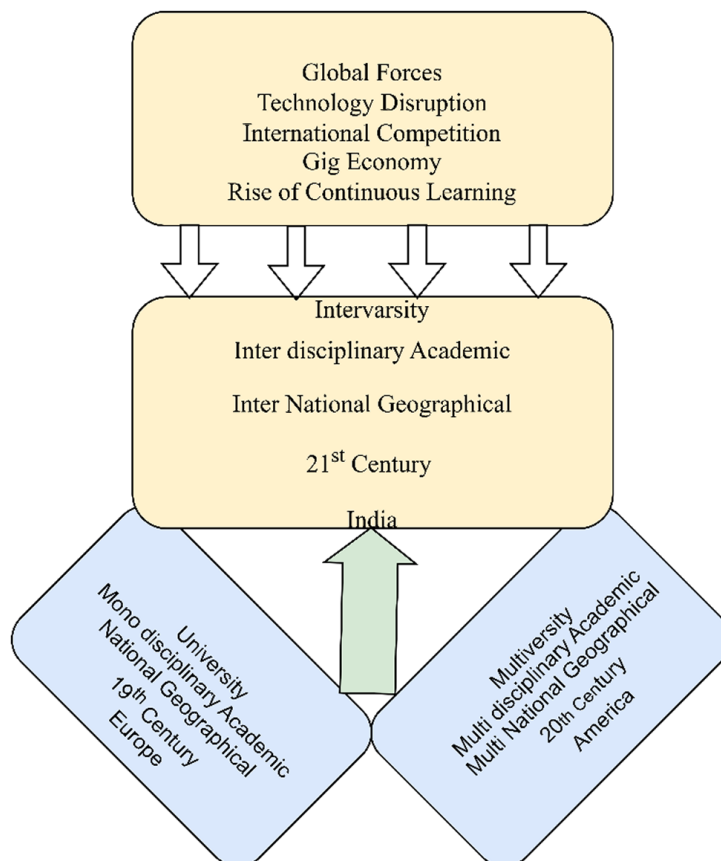 Global Forces
Technology Disruption
International Competition
Gig Economy
Rise of Continuous Learning
Intervarsity
Inter disciplinary Academic
Inter National Geographical
21st Century
India
University
Mono disciplinary Academic
National Geographical
19th Century
Europe
Multiversity
Multi disciplinary Academic
Multi National Geographical
20th Century
America